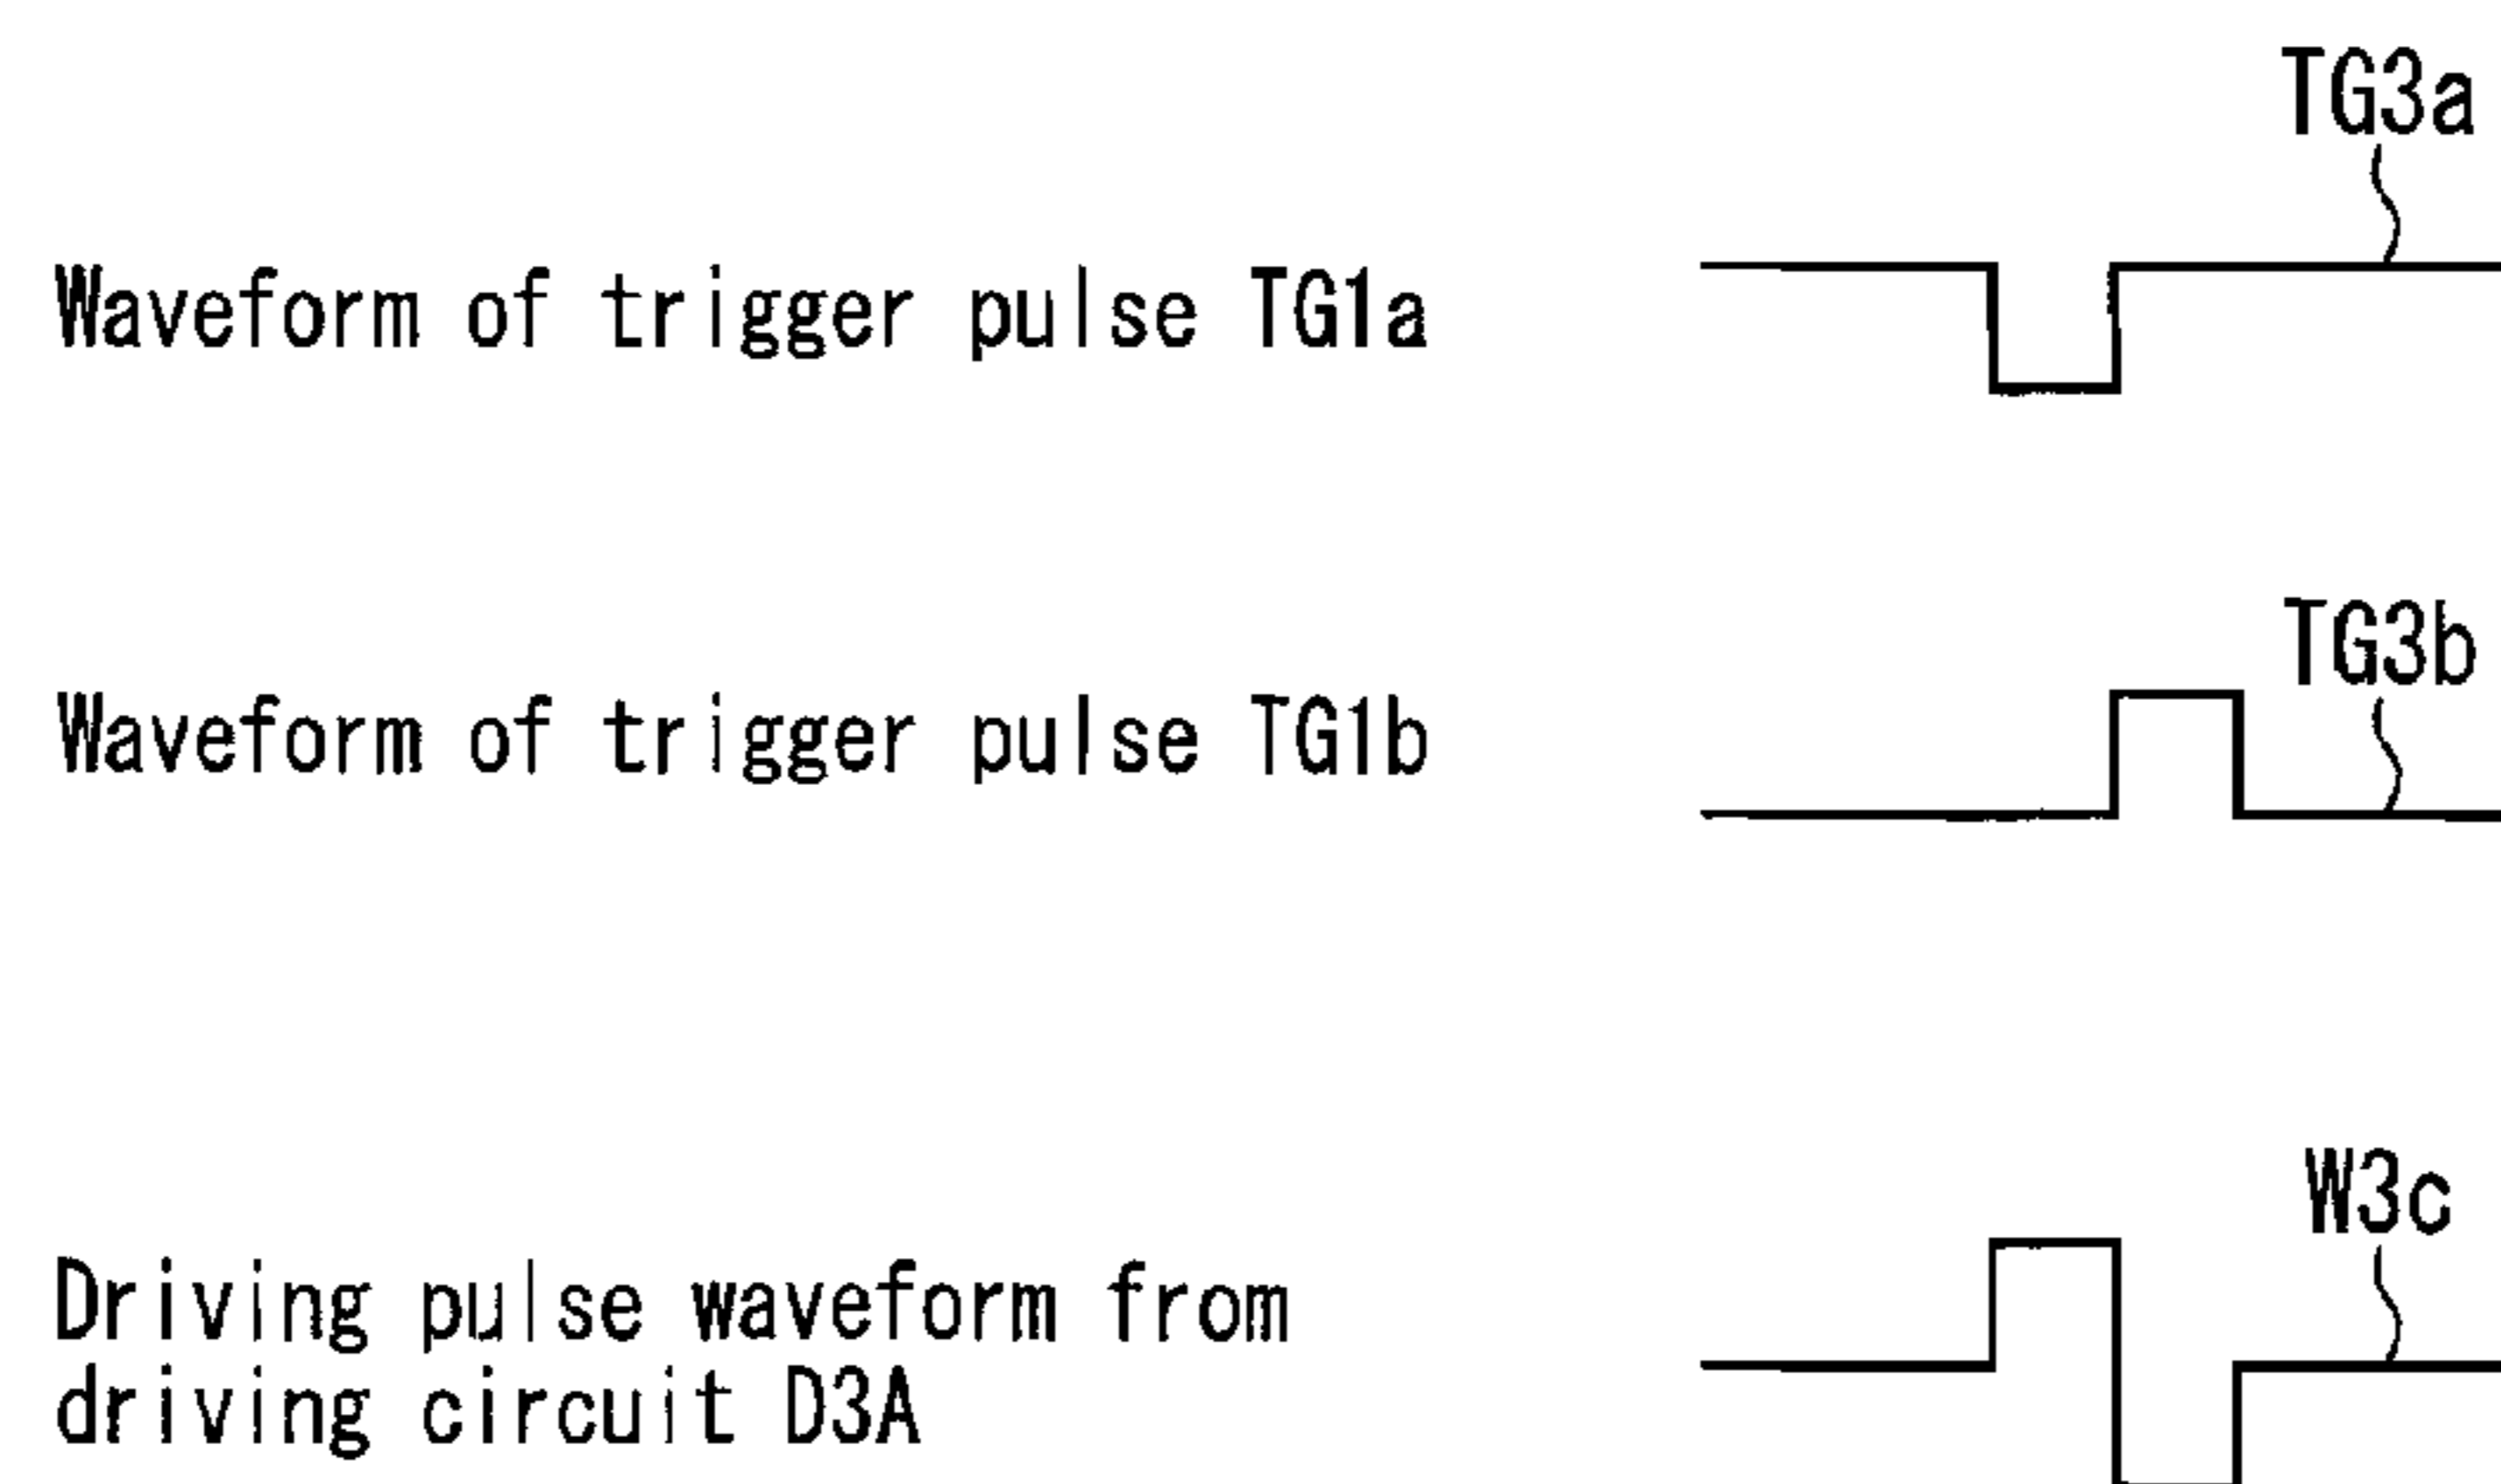 TG3a
Waveform of trigger pulse TG1a
TG3b
Waveform of trigger pulse TG1b
W3c
Driving pulse waveform from
driving circuit D3A